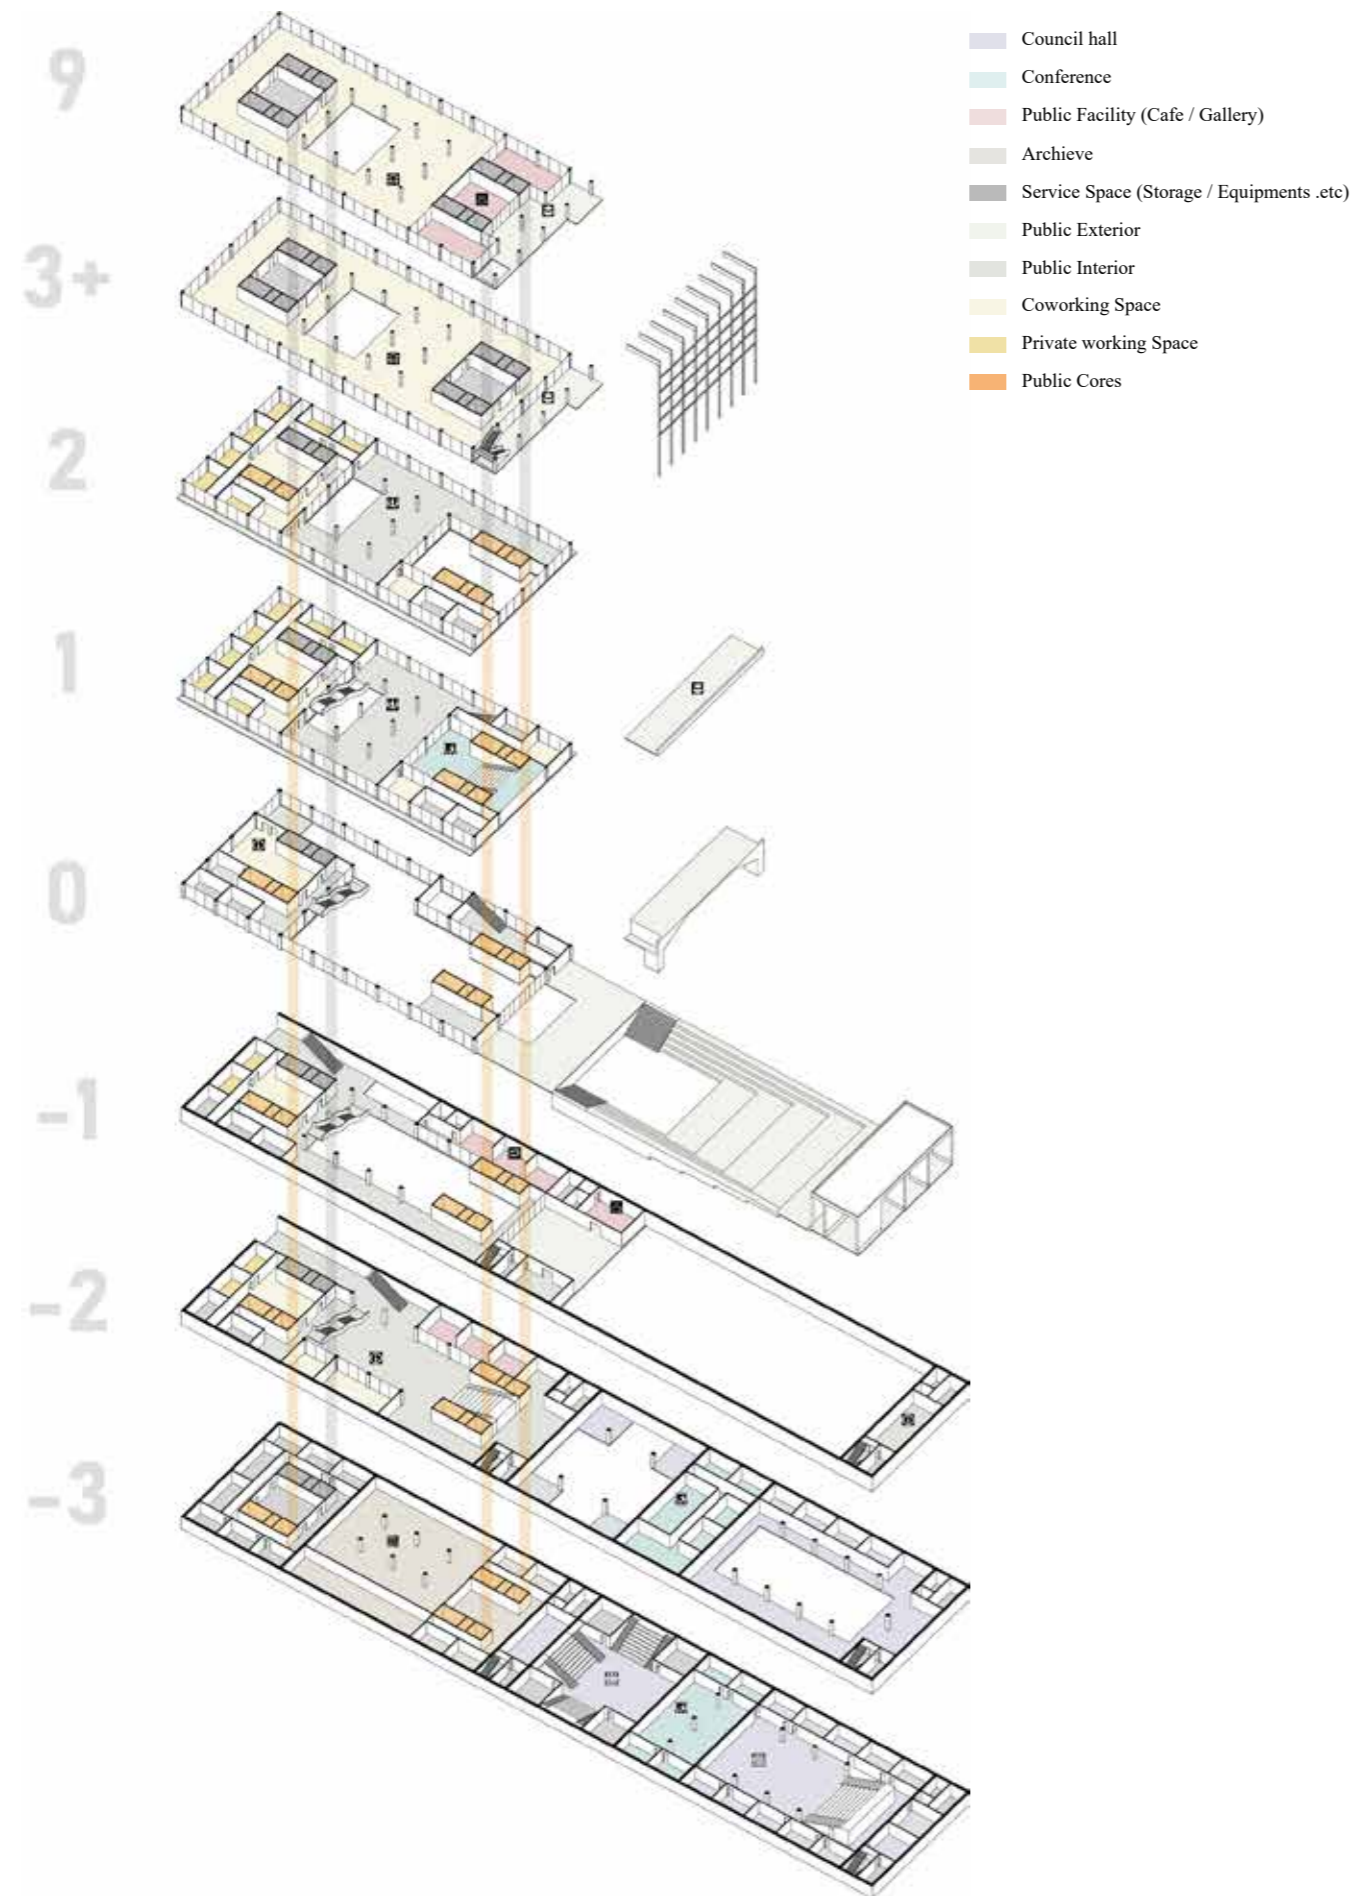 9
3+
2
1
0
-1
-2
-3
Council hall
Conference
Public Facility (Cafe / Gallery)
Archieve
Service Space (Storage / Equipments .etc)
Public Exterior
Public Interior
Coworking Space
Private working Space
Public Cores